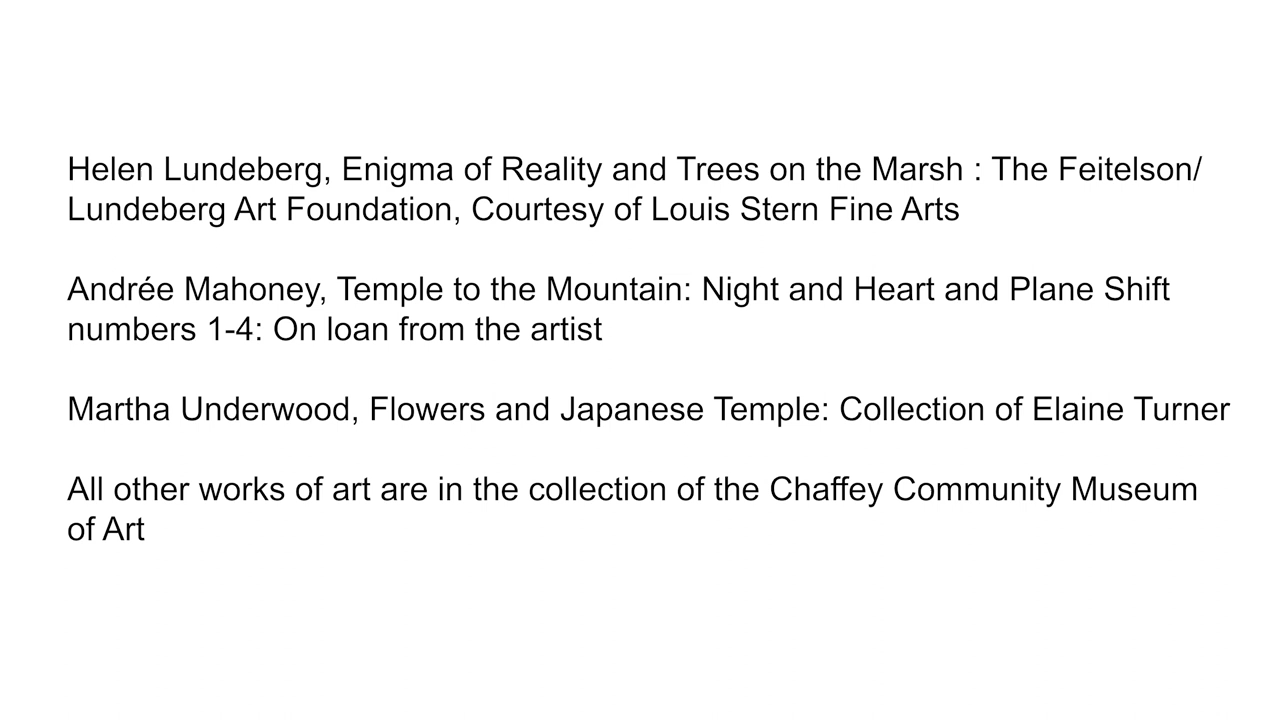 Helen Lundeberg, Enigma of Reality and Trees on the Marsh : The Feitelson/
Lundeberg Art Foundation, Courtesy of Louis Stern Fine Arts
Andrée Mahoney, Temple to the Mountain: Night and Heart and Plane Shift
numbers 1-4: On loan from the artist
Martha Underwood, Flowers and Japanese Temple: Collection of Elaine Turner
All other works of art are in the collection of the Chaffey Community Museum
of Art